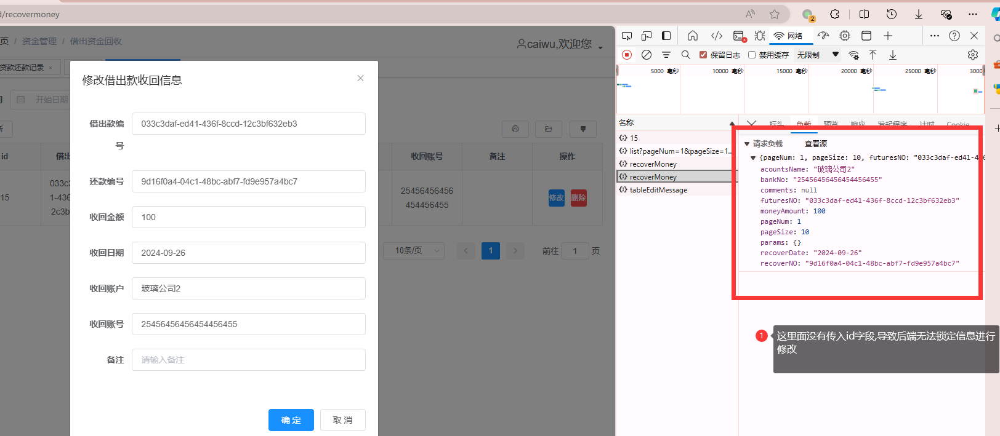 d/recovermoney
2
页 / 资金管理 / 借出资金回收
caiwu,欢迎您
贷款还款记录 ×
开始日期
id
借出
收回账号
备注
操作
15
033c3
1-436
2c3b
25456456456
454456455
修改
删除
10条/页
1
前往 1 页
修改借出款收回信息
借出款编号
033c3daf-ed41-436f-8ccd-12c3bf632eb3
还款编号
9d16f0a4-04c1-48bc-abf7-fd9e957a4bc7
收回金额
100
收回日期
2024-09-26
收回账户
玻璃公司2
收回账号
25456456456454456455
备注
请输入备注
确 定
取 消
网络
保留日志
禁用缓存
无限制
5000 毫秒
10000 毫秒
15000 毫秒
20000 毫秒
25000 毫秒
3000
名称
15
list?pageNum=1&pageSize=1..
recoverMoney
recoverMoney
tableEditMessage
标头 负载 预览 响应 发起程序 计时 Cookie
请求负载 查看源
{pageNum: 1, pageSize: 10, futuresNO: "033c3daf-ed41-436
acountsName: "玻璃公司2"
bankNo: "25456456456454456455"
comments: null
futuresNO: "033c3daf-ed41-436f-8ccd-12c3bf632eb3"
moneyAmount: 100
pageNum: 1
pageSize: 10
params: {}
recoverDate: "2024-09-26"
recoverNO: "9d16f0a4-04c1-48bc-abf7-fd9e957a4bc7"
1
这里面没有传入id字段,导致后端无法锁定信息进行
修改